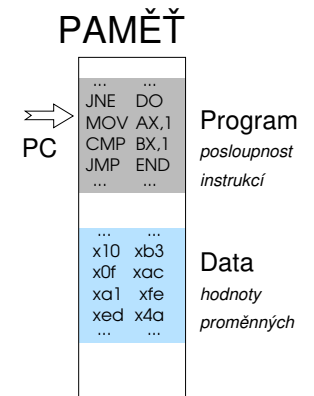 PAMĚŤ
... ...
JNE DO
MOV AX,1
CMP BX,1
JMP END
... ...
PC
Program
posloupnost
instrukcí
... ...
x10 xb3
x0f xac
xa1 xfe
xed x4a
... ...
Data
hodnoty
proměnných